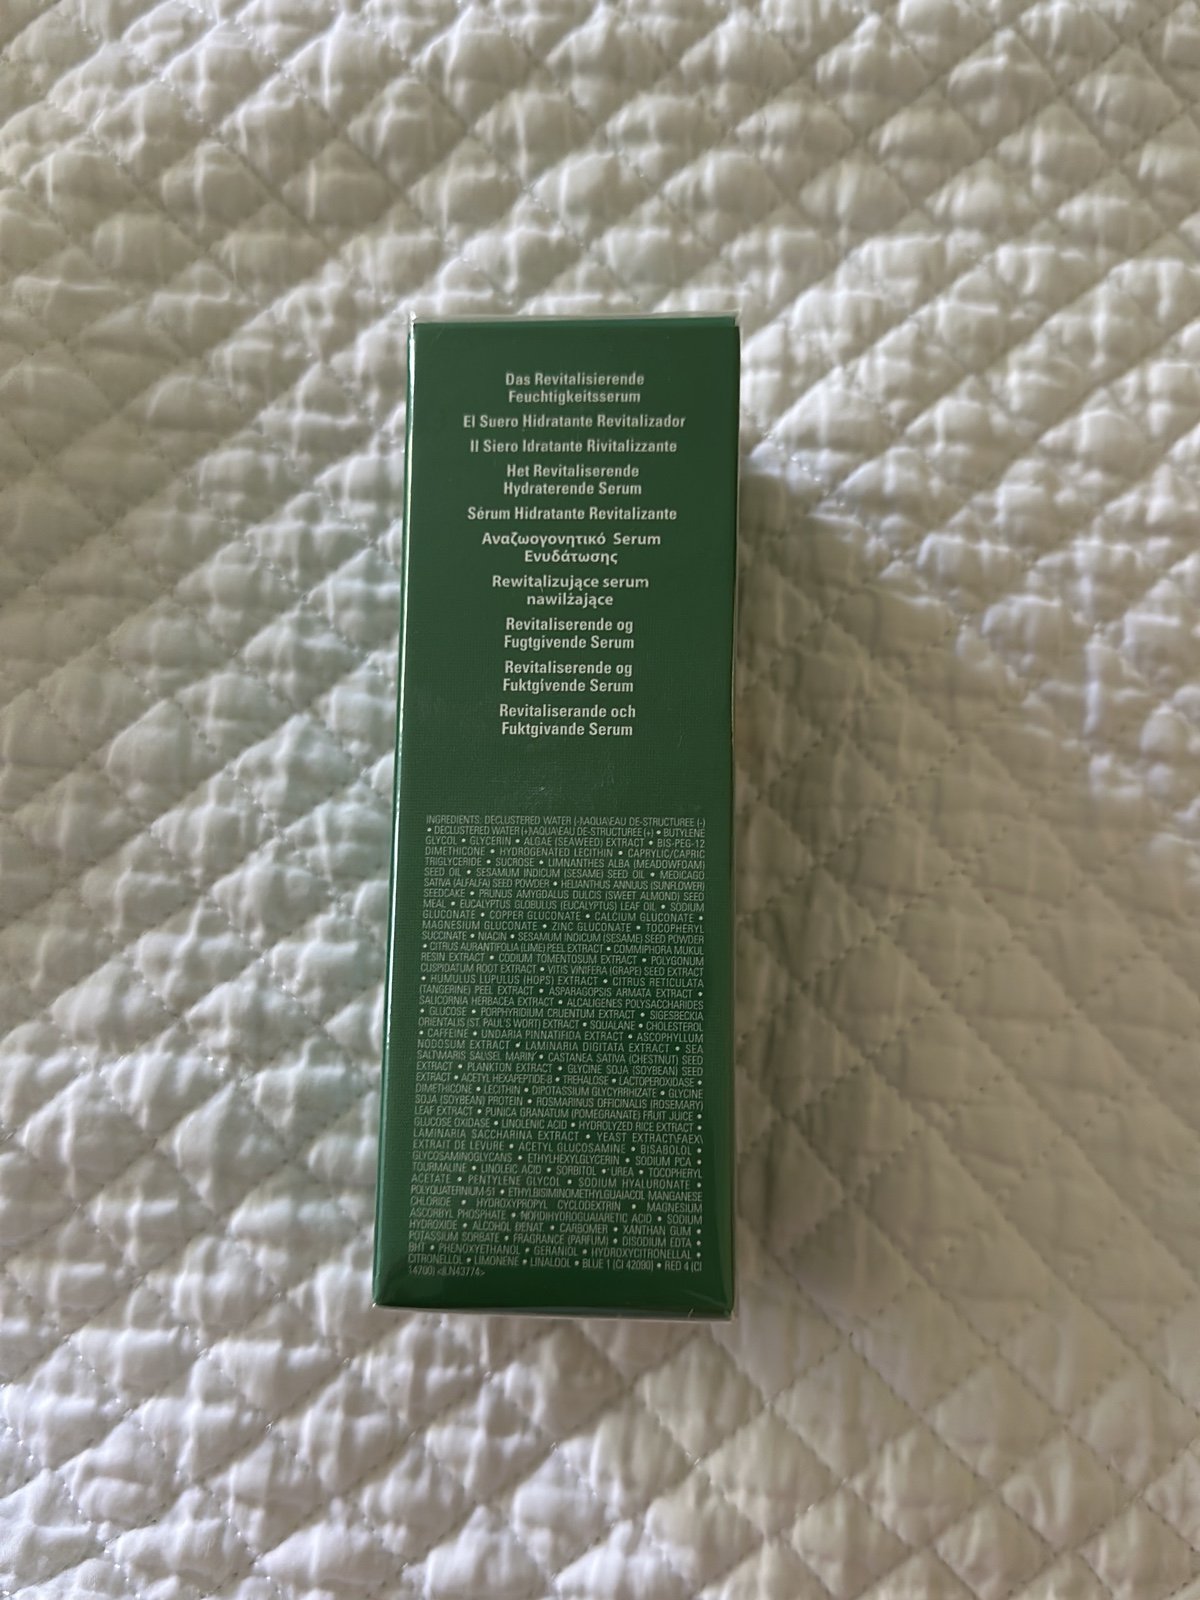 Das Revitalisierende
Feuchtigkeitsserum
El Suero Hidratante Revitalizador
Il Siero Idratante Rivitalizzante
Het Revitaliserende
Hydraterende Serum
Sérum Hidratante Revitalizante
Αναζωογονητικό Serum
Ενυδάτωσης
Rewitalizujące serum
nawilżające
Revitaliserende og
Fugtgivende Serum
Revitaliserende og
Fuktgivende Serum
Revitaliserande och
Fuktgivande Serum
INGREDIENTS: DECLUSTERED WATER (-)\AQUA\EAU DE-STRUCTUREE (-)
• DECLUSTERED WATER (+)\AQUA\EAU DE-STRUCTUREE (+) • BUTYLENE
GLYCOL • GLYCERIN • ALGAE (SEAWEED) EXTRACT • BIS-PEG-12
DIMETHICONE • HYDROGENATED LECITHIN • CAPRYLIC/CAPRIC
TRIGLYCERIDE • SUCROSE • LIMNANTHES ALBA (MEADOWFOAM)
SEED OIL • SESAMUM INDICUM (SESAME) SEED OIL • MEDICAGO
SATIVA (ALFALFA) SEED POWDER • HELIANTHUS ANNUUS (SUNFLOWER)
SEEDCAKE • PRUNUS AMYGDALUS DULCIS (SWEET ALMOND) SEED
MEAL • EUCALYPTUS GLOBULUS (EUCALYPTUS) LEAF OIL • SODIUM
GLUCONATE • COPPER GLUCONATE • CALCIUM GLUCONATE •
MAGNESIUM GLUCONATE • ZINC GLUCONATE • TOCOPHERYL
SUCCINATE • NIACIN • SESAMUM INDICUM (SESAME) SEED POWDER
• CITRUS AURANTIFOLIA (LIME) PEEL EXTRACT • COMMIPHORA MUKUL
RESIN EXTRACT • CODIUM TOMENTOSUM EXTRACT • POLYGONUM
CUSPIDATUM ROOT EXTRACT • VITIS VINIFERA (GRAPE) SEED EXTRACT
• HUMULUS LUPULUS (HOPS) EXTRACT • CITRUS RETICULATA
(TANGERINE) PEEL EXTRACT • ASPARAGOPSIS ARMATA EXTRACT •
SALICORNIA HERBACEA EXTRACT • ALCALIGENES POLYSACCHARIDES
• GLUCOSE • PORPHYRIDIUM CRUENTUM EXTRACT • SIGESBECKIA
ORIENTALIS (ST. PAUL'S WORT) EXTRACT • SQUALANE • CHOLESTEROL
• CAFFEINE • UNDARIA PINNATIFIDA EXTRACT • ASCOPHYLLUM
NODOSUM EXTRACT • LAMINARIA DIGITATA EXTRACT • SEA
SALT\MARIS SAL\SEL MARIN • CASTANEA SATIVA (CHESTNUT) SEED
EXTRACT • PLANKTON EXTRACT • GLYCINE SOJA (SOYBEAN) SEED
EXTRACT • ACETYL HEXAPEPTIDE-8 • TREHALOSE • LACTOPEROXIDASE •
DIMETHICONE • LECITHIN • DIPOTASSIUM GLYCYRRHIZATE • GLYCINE
SOJA (SOYBEAN) PROTEIN • ROSMARINUS OFFICINALIS (ROSEMARY)
LEAF EXTRACT • PUNICA GRANATUM (POMEGRANATE) FRUIT JUICE •
GLUCOSE OXIDASE • LINOLENIC ACID • HYDROLYZED RICE EXTRACT •
LAMINARIA SACCHARINA EXTRACT • YEAST EXTRACT\FAEX\
EXTRAIT DE LEVURE • ACETYL GLUCOSAMINE • BISABOLOL •
GLYCOSAMINOGLYCANS • ETHYLHEXYLGLYCERIN • SODIUM PCA •
TOURMALINE • LINOLEIC ACID • SORBITOL • UREA • TOCOPHERYL
ACETATE • PENTYLENE GLYCOL • SODIUM HYALURONATE •
POLYQUATERNIUM-51 • ETHYLBISIMINOMETHYLGUAIACOL MANGANESE
CHLORIDE • HYDROXYPROPYL CYCLODEXTRIN • MAGNESIUM
ASCORBYL PHOSPHATE • NORDIHYDROGUAIARETIC ACID • SODIUM
HYDROXIDE • ALCOHOL DENAT • CARBOMER • XANTHAN GUM •
POTASSIUM SORBATE • FRAGRANCE (PARFUM) • DISODIUM EDTA •
BHT • PHENOXYETHANOL • GERANIOL • HYDROXYCITRONELLAL •
CITRONELLOL • LIMONENE • LINALOOL • BLUE 1 (CI 42090) • RED 4 (CI
14700) <ILN43774>